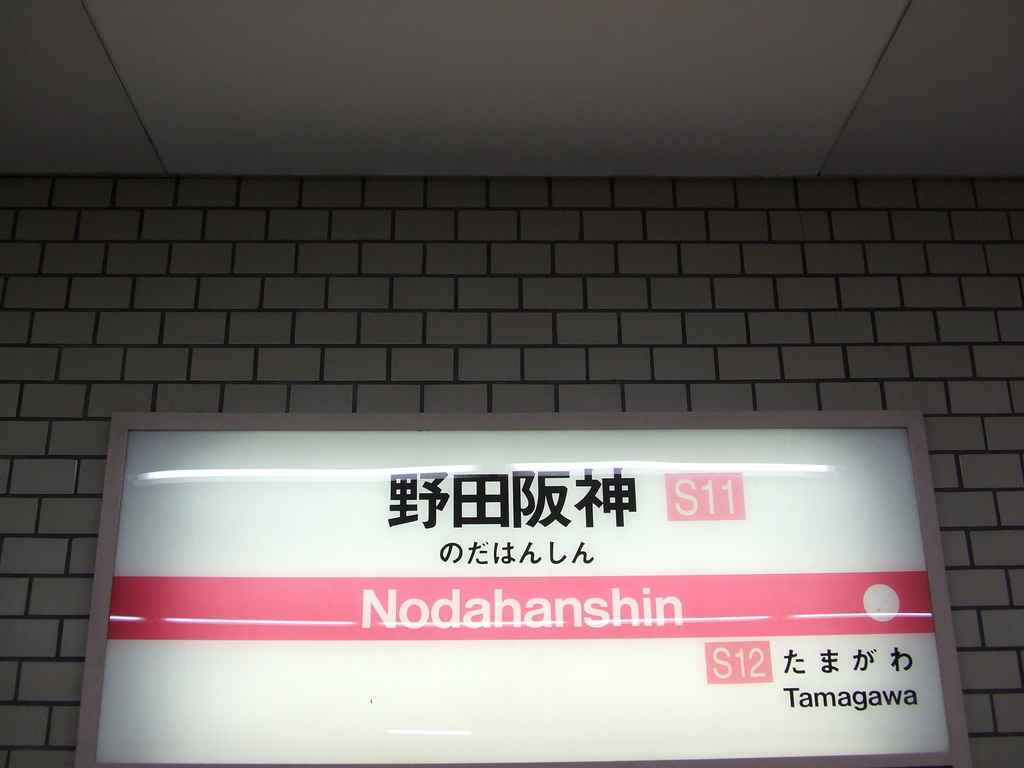 野田阪神 S11
のだはんしん
Nodahanshin
S12 たまがわ
Tamagawa